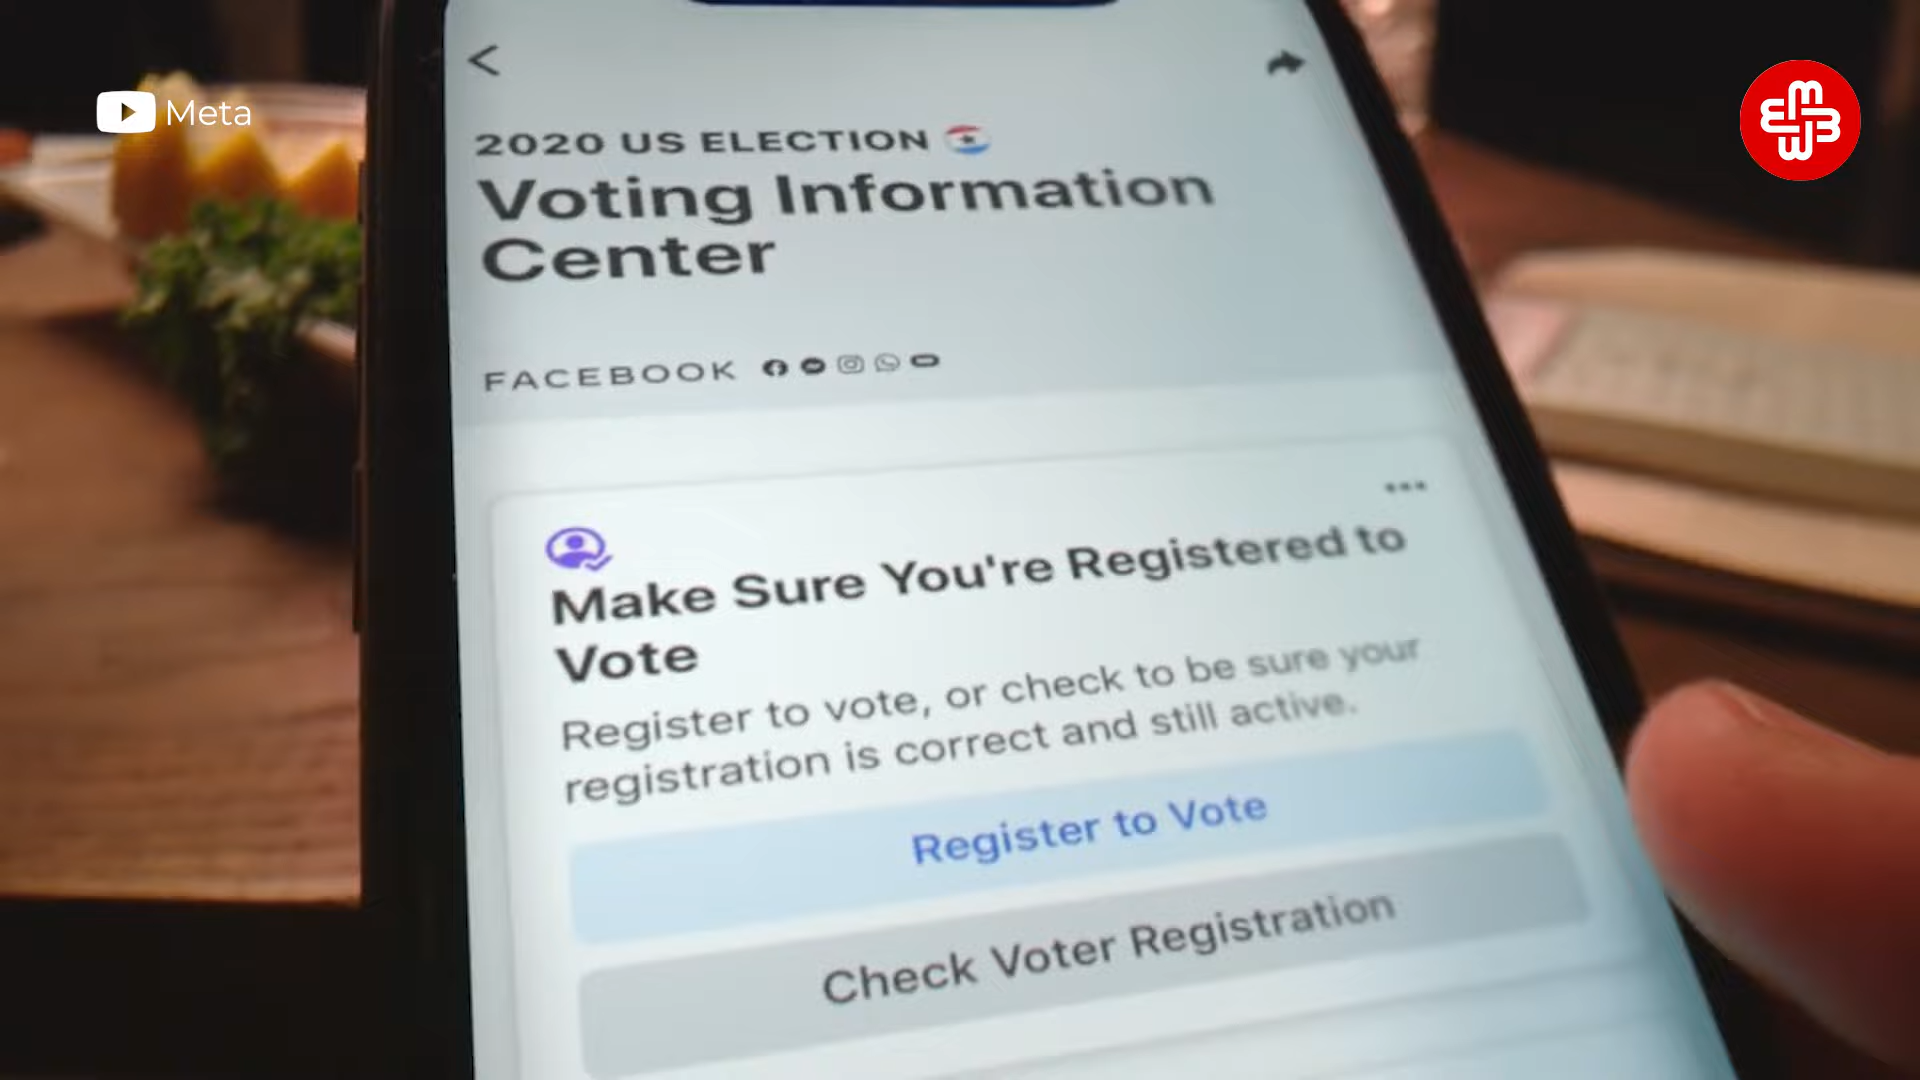 Meta
2020 US ELECTION
Voting Information
Center
FACEBOOK
Make Sure You're Registered to
Vote
Register to vote, or check to be sure your
registration is correct and still active.
Register to Vote
Check Voter Registration